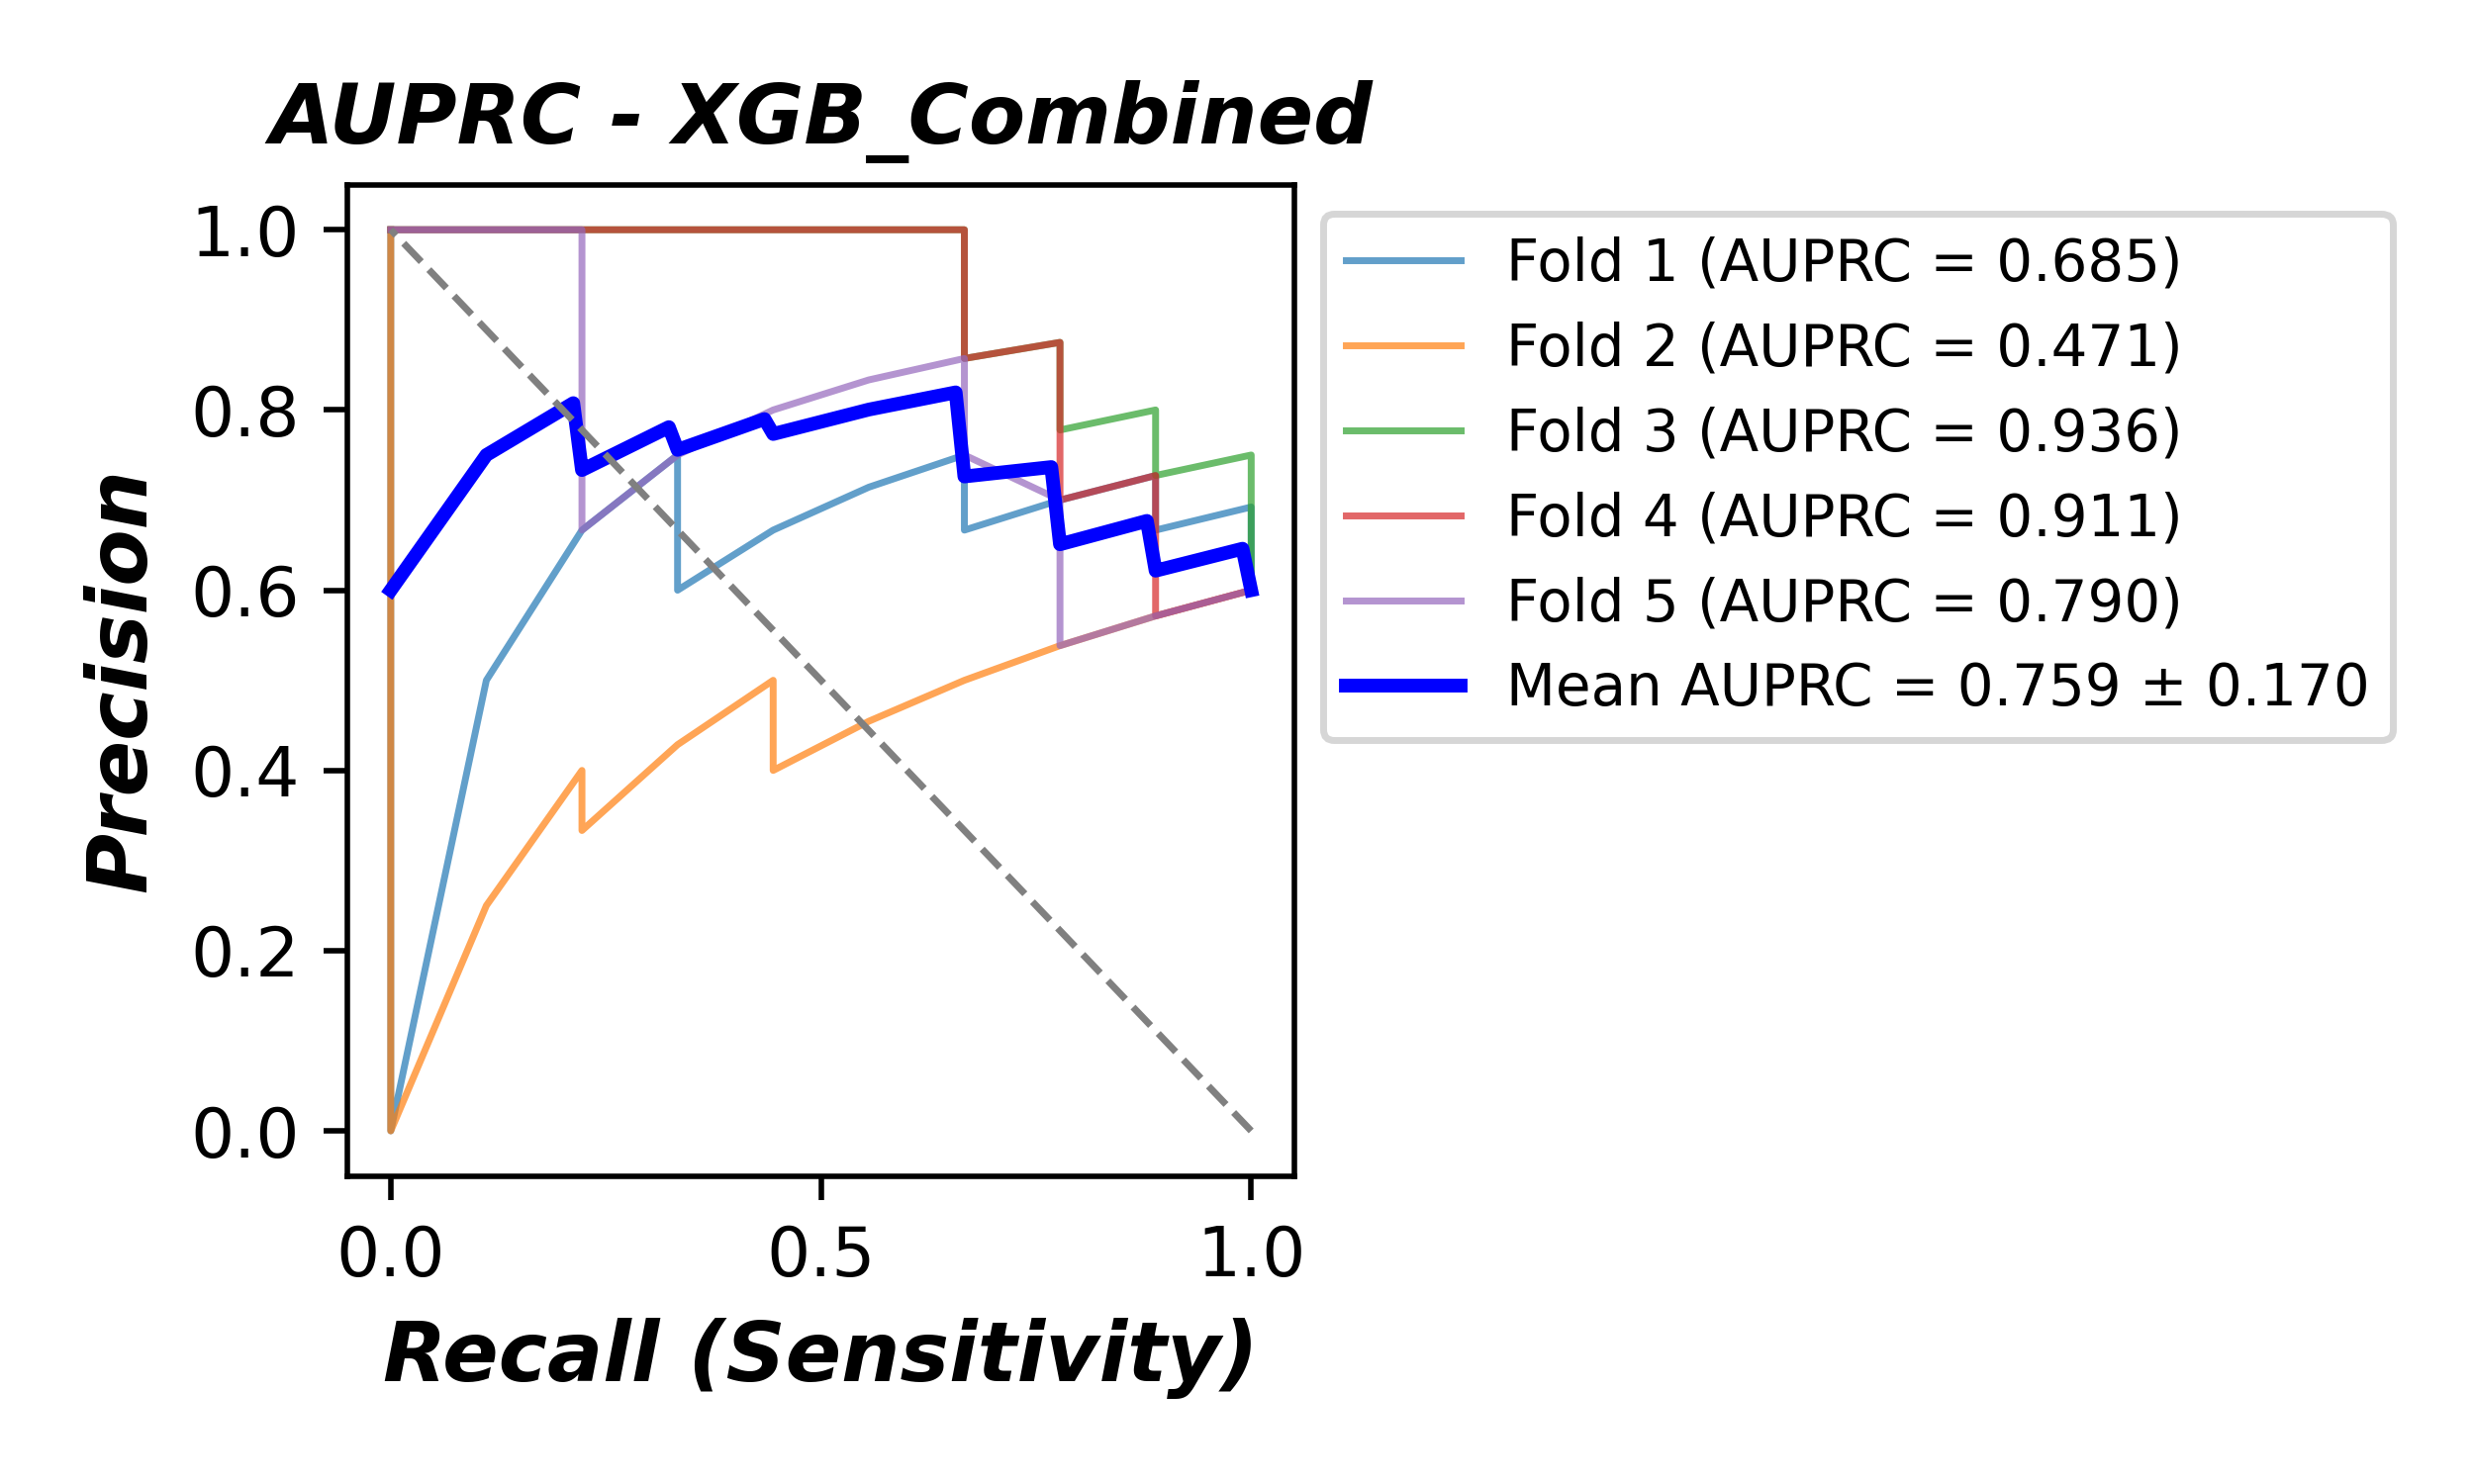 AUPRC - XGB_Combined
Precision
1.0
0.8
0.6
0.4
0.2
0.0
0.0 0.5 1.0
Recall (Sensitivity)
Fold 1 (AUPRC = 0.685)
Fold 2 (AUPRC = 0.471)
Fold 3 (AUPRC = 0.936)
Fold 4 (AUPRC = 0.911)
Fold 5 (AUPRC = 0.790)
Mean AUPRC = 0.759 ± 0.170